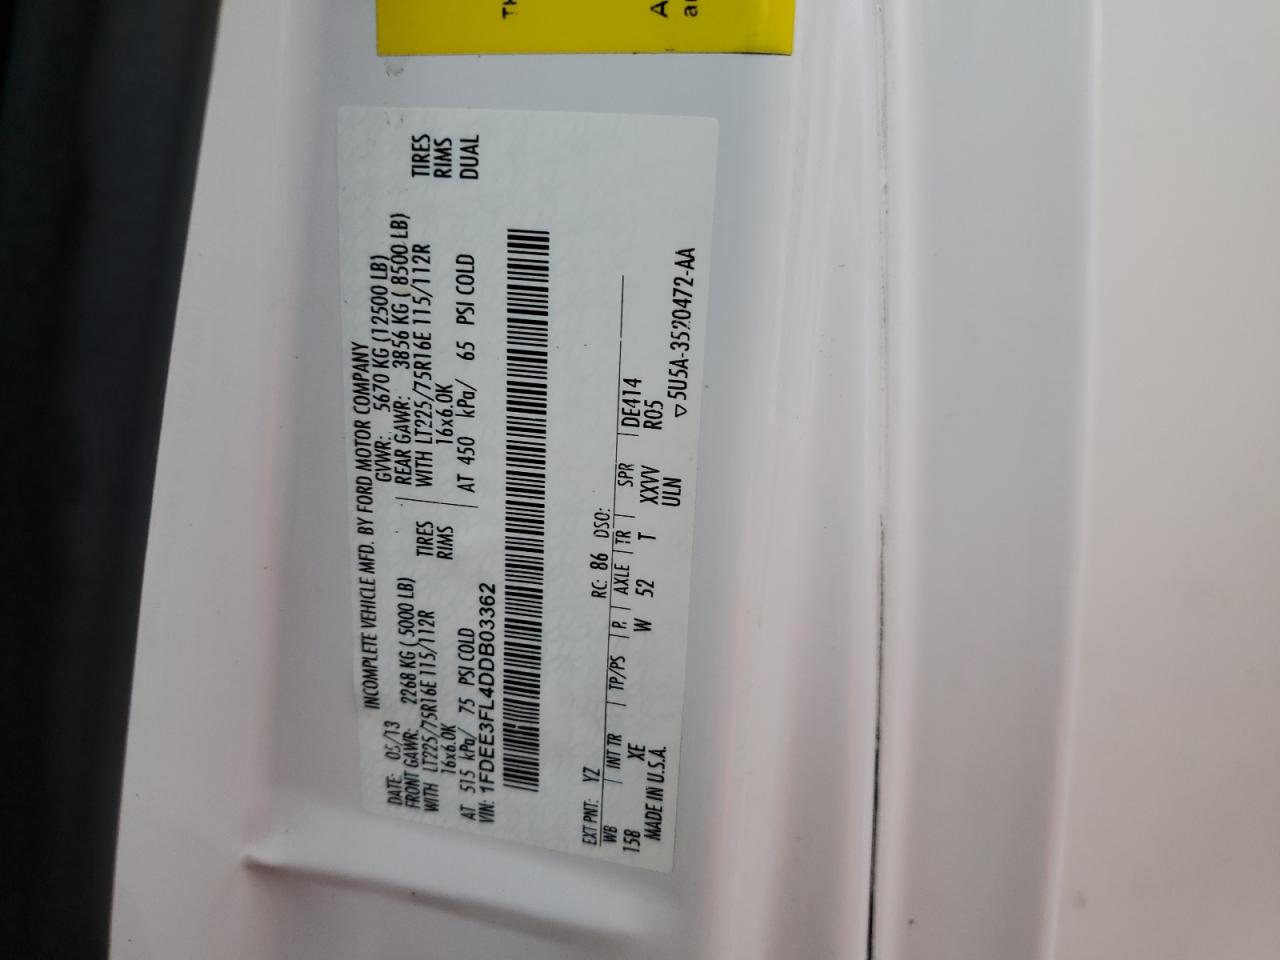 INCOMPLETE VEHICLE MFD. BY FORD MOTOR COMPANY
DATE: 05/13 GVWR: 5670 KG (12500 LB)
FRONT GAWR: 2268 KG (5000 LB) REAR GAWR: 3856 KG (8500 LB)
WITH LT225/75R16E 115/112R TIRES WITH LT225/75R16E 115/112R TIRES
16x6.0K RIMS 16x6.0K RIMS
AT 515 kPa/ 75 PSI COLD AT 450 kPa/ 65 PSI COLD DUAL
VIN: 1FDEE3FL4DDB03362
EXT PNT: YZ RC: 86 DSO:
WB INT TR TP/PS P. AXLE TR SPR DE414
158 XE W 52 T XXVV R05
MADE IN U.S.A. ULN
▽5U5A-3520472-AA